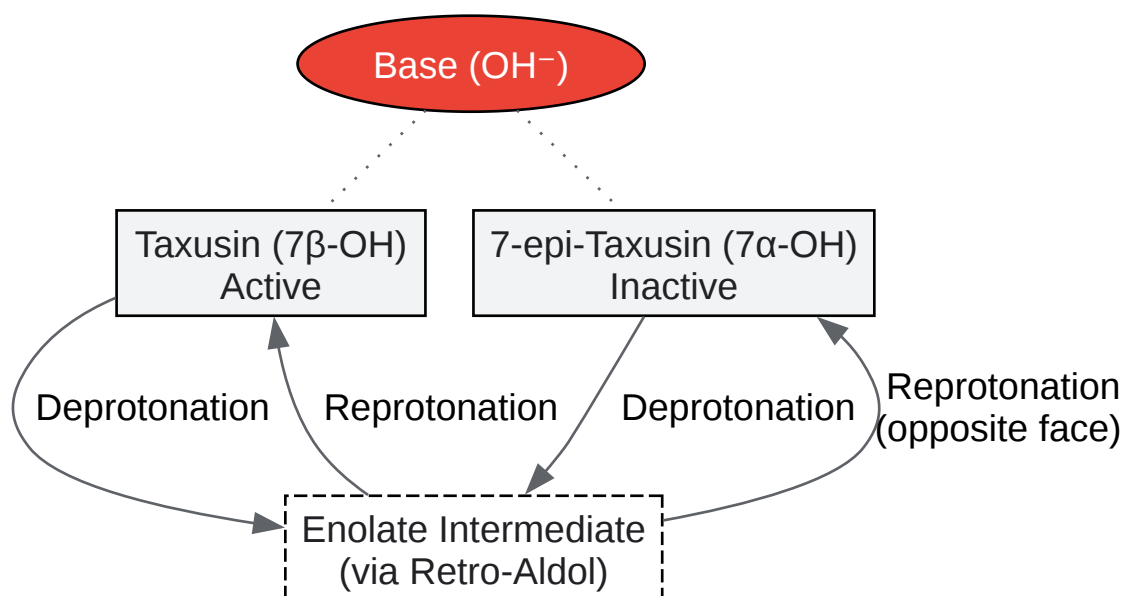 Base (OH⁻)
Taxusin (7β-OH)
Active
7-epi-Taxusin (7α-OH)
Inactive
Deprotonation
Reprotonation
Deprotonation
Reprotonation
(opposite face)
Enolate Intermediate
(via Retro-Aldol)